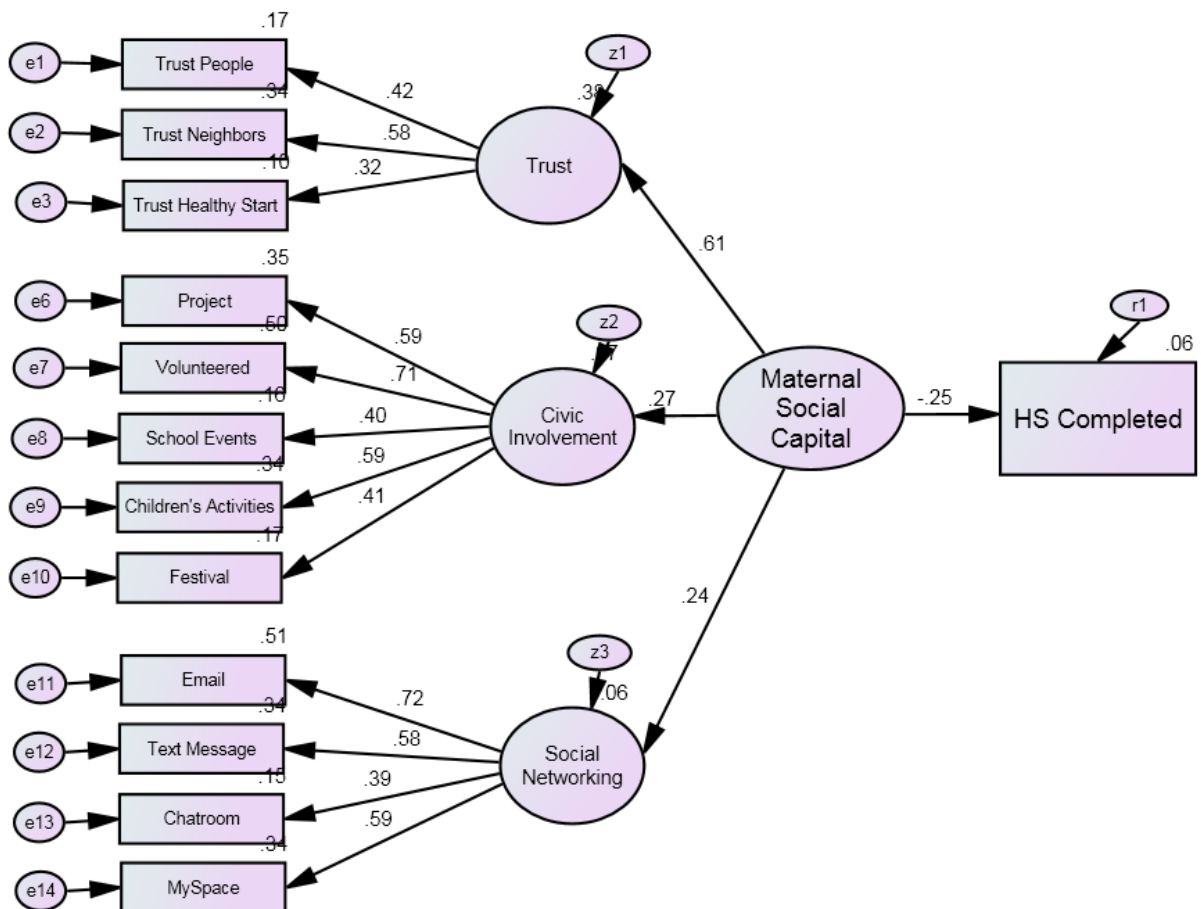 .17
e1
Trust People
.42
z1
.38
.34
e2
Trust Neighbors
.58
Trust
.10
e3
Trust Healthy Start
.32
.61
.35
e6
Project
.59
z2
r1
.06
.50
e7
Volunteered
.71
.16
e8
School Events
.40
Civic
Involvement
.27
Maternal
Social
Capital
-.25
HS Completed
.34
e9
Children's Activities
.59
.17
e10
Festival
.41
.24
.51
e11
Email
.72
z3
.06
.34
e12
Text Message
.58
Social
Networking
.15
e13
Chatroom
.39
.34
e14
MySpace
.59